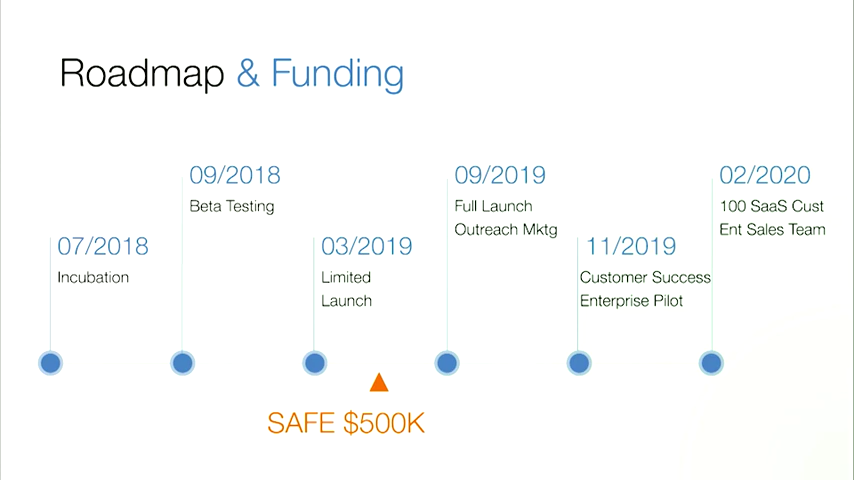 Roadmap & Funding
07/2018
Incubation
09/2018
Beta Testing
03/2019
Limited
Launch
09/2019
Full Launch
Outreach Mktg
11/2019
Customer Success
Enterprise Pilot
02/2020
100 SaaS Cust
Ent Sales Team
SAFE $500K